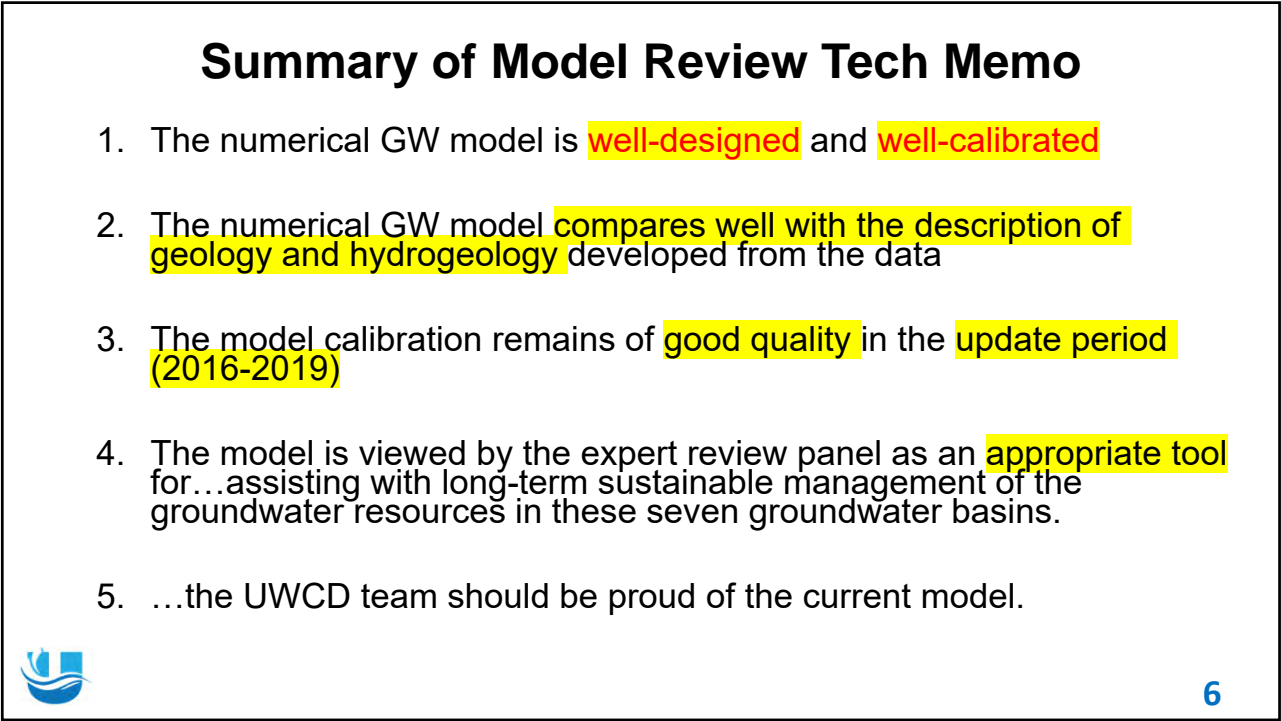 Summary of Model Review Tech Memo
1. The numerical GW model is well-designed and well-calibrated
2. The numerical GW model compares well with the description of
geology and hydrogeology developed from the data
3. The model calibration remains of good quality in the update period
(2016-2019)
4. The model is viewed by the expert review panel as an appropriate tool
for…assisting with long-term sustainable management of the
groundwater resources in these seven groundwater basins.
5. …the UWCD team should be proud of the current model.
6